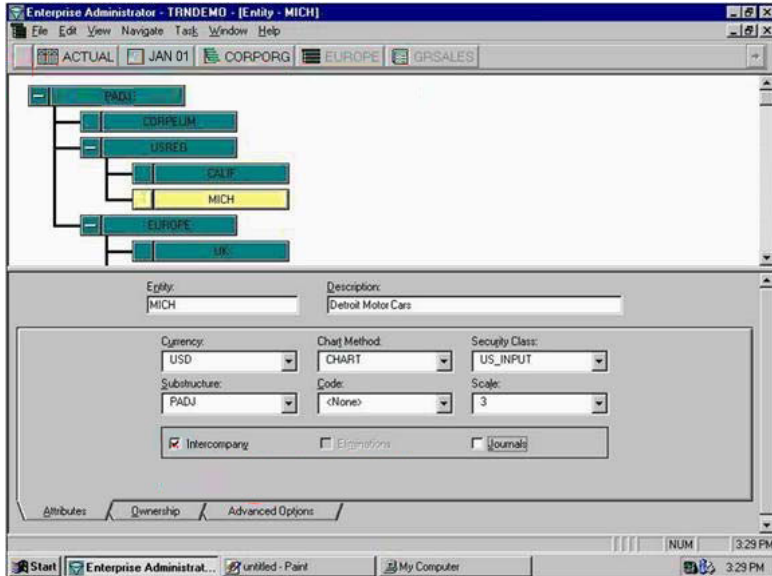 Enterprise Administrator - TRNDEMO - [Entity - MICH]
File Edit View Navigate Task Window Help
ACTUAL JAN 01 CORPORG EUROPE GRSALES
PADJ
CORPELIM
USREG
CALIF
MICH
EUROPE
UK
Entity: Description:
MICH Detroit Motor Cars
Currency: Chart Method: Security Class:
USD CHART US_INPUT
Substructure: Code: Scale:
PADJ <None> 3
Intercompany Eliminations Journals
Attributes Ownership Advanced Options
NUM 3:29 PM
Start Enterprise Administrat... untitled - Paint My Computer 3:29 PM